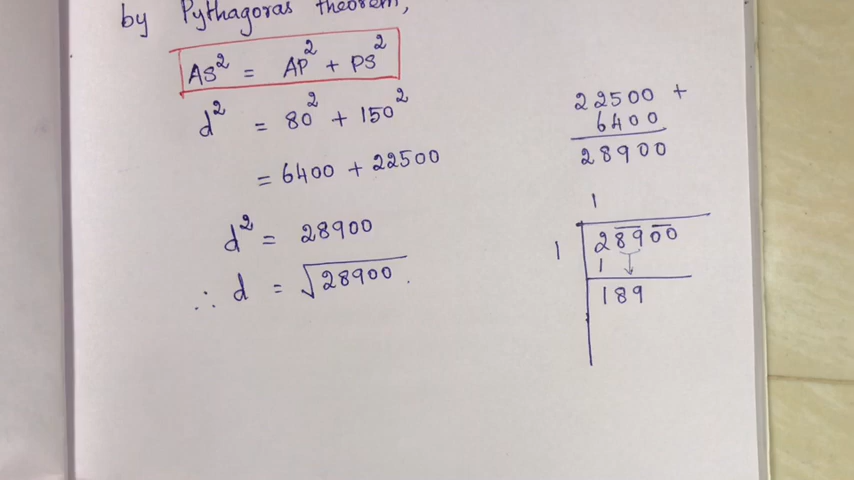 by Pythagoras theorem,
AS² = AP² + PS²
d² = 80² + 150²
= 6400 + 22500
d² = 28900
∴ d = √28900 .
22500 +
6400
28900
1
1 28900
1
189